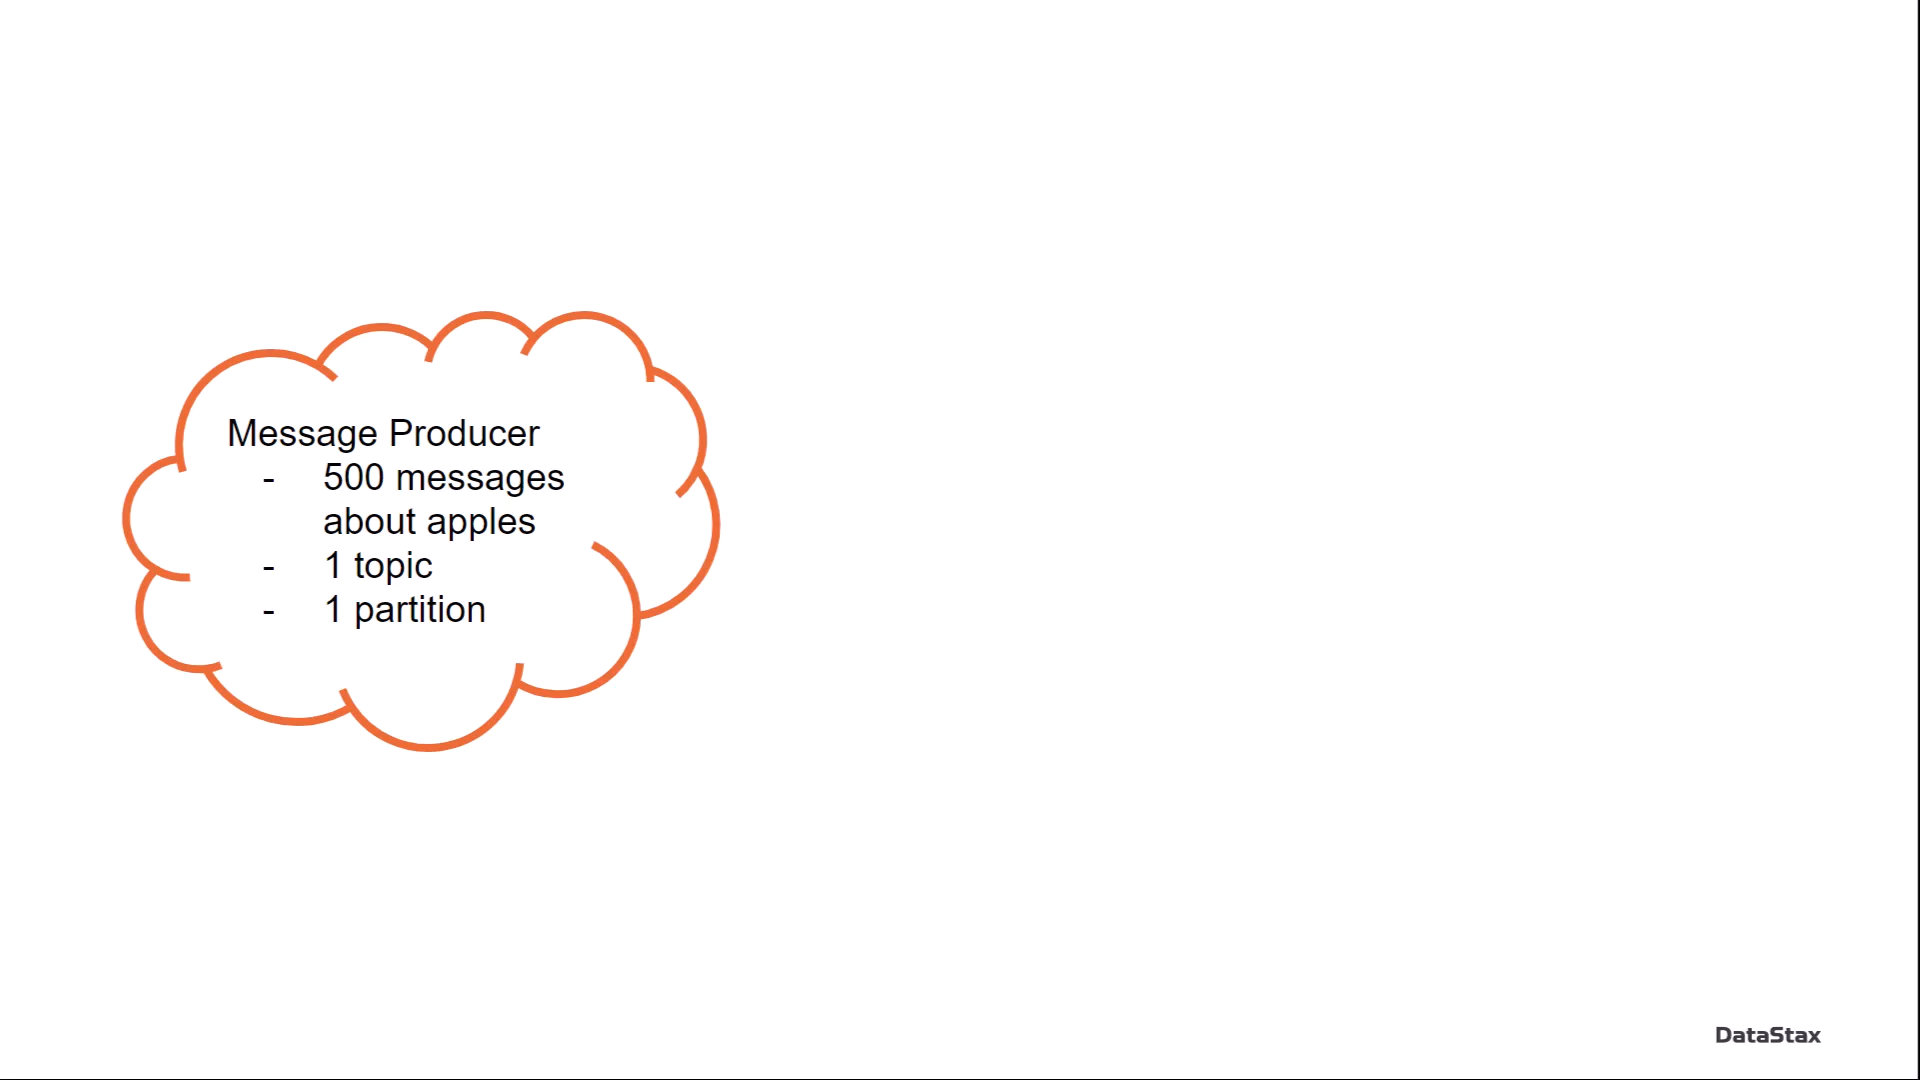 Message Producer
- 500 messages
about apples
- 1 topic
- 1 partition
DataStax